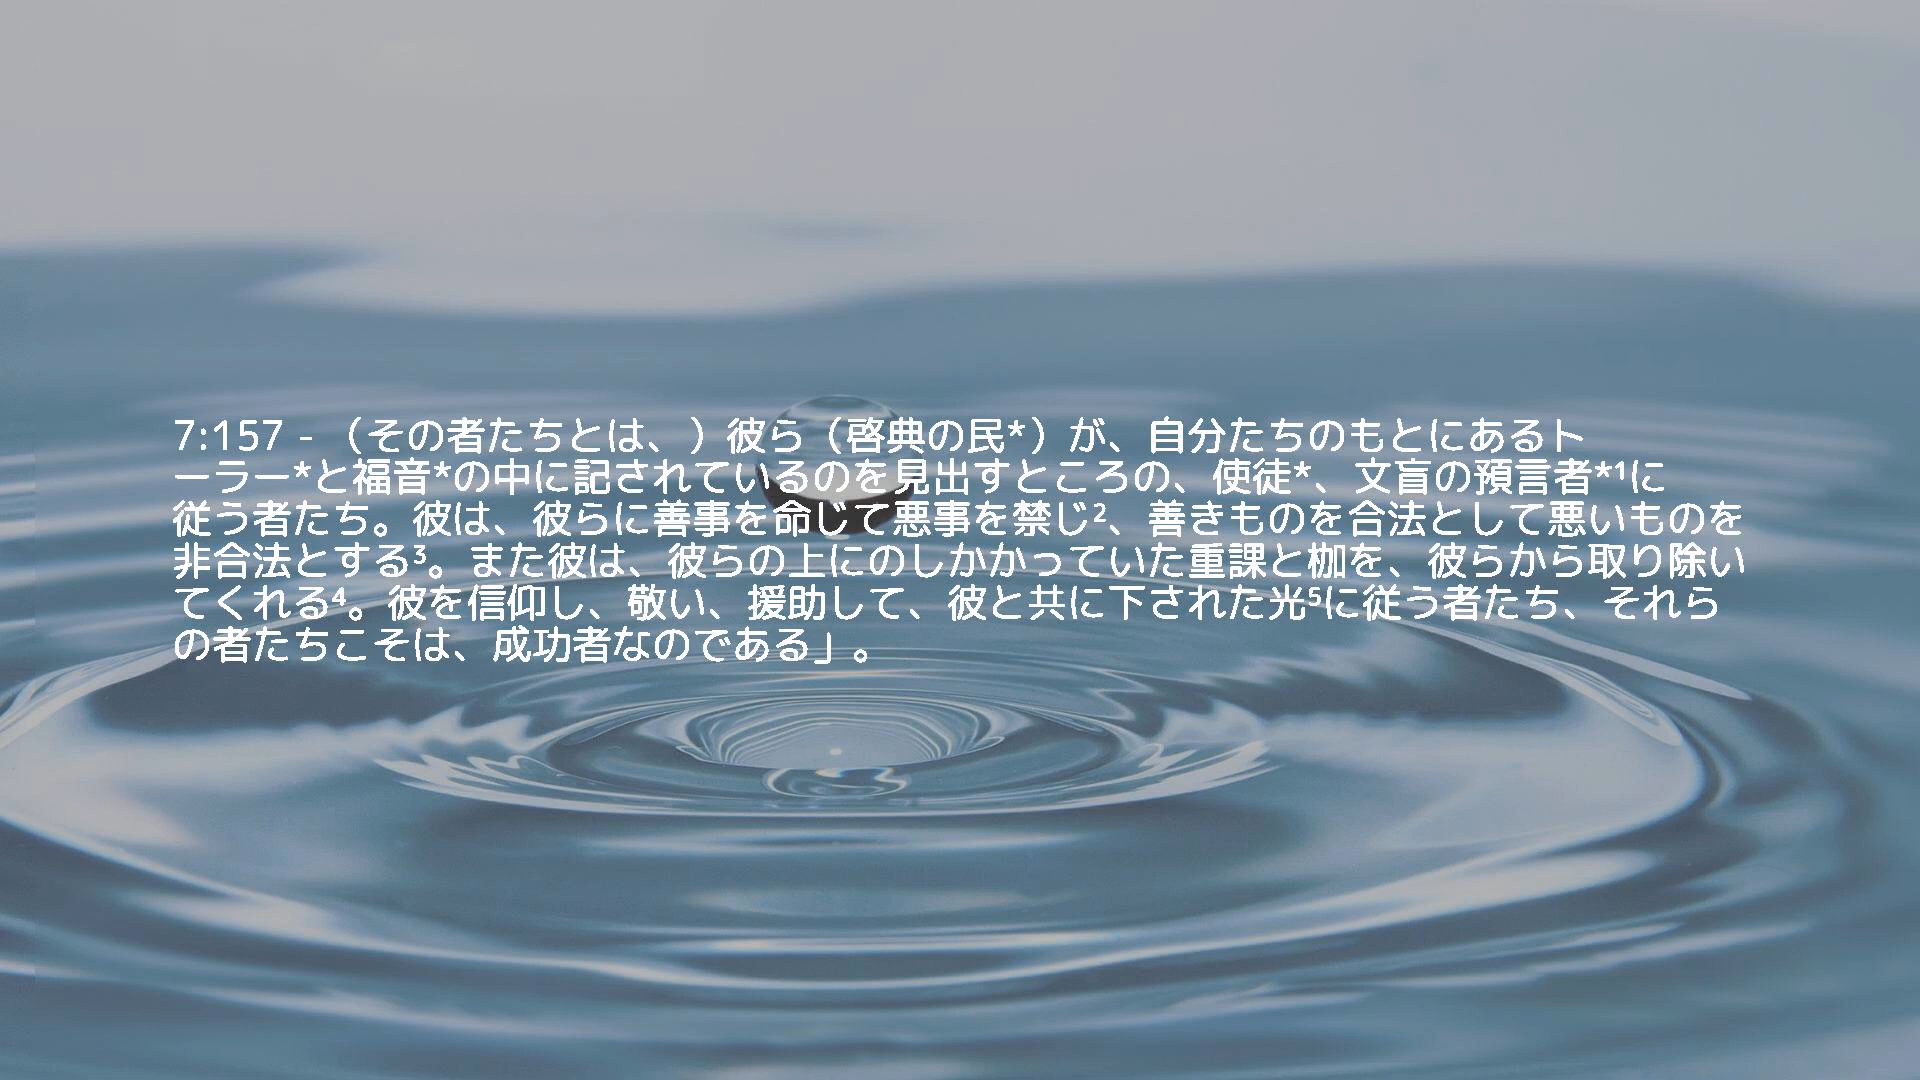 7:157 - （その者たちとは、）彼ら（啓典の民*）が、自分たちのもとにあるト
ーラー*と福音*の中に記されているのを見出すところの、使徒*、文盲の預言者*¹に
従う者たち。彼は、彼らに善事を命じて悪事を禁じ²、善きものを合法として悪いものを
非合法とする³。また彼は、彼らの上にのしかかっていた重課と枷を、彼らから取り除い
てくれる⁴。彼を信仰し、敬い、援助して、彼と共に下された光⁵に従う者たち、それら
の者たちこそは、成功者なのである」。